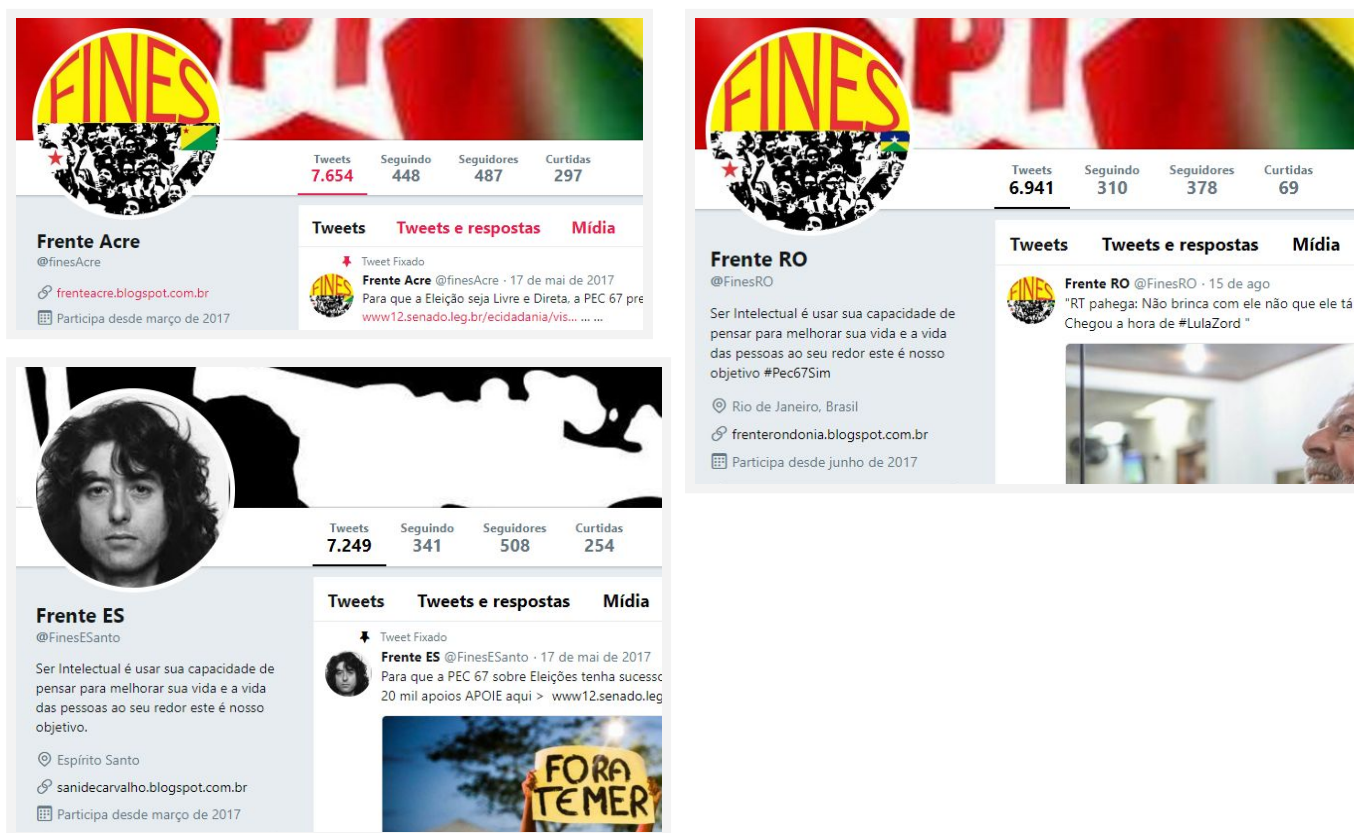 PT
FINES
Tweets Seguindo Seguidores Curtidas
7.654 448 487 297
Frente Acre
@finesAcre
frenteacre.blogspot.com.br
Participa desde março de 2017
Tweets Tweets e respostas Mídia
Tweet Fixado
FINES
Frente Acre @finesAcre · 17 de mai de 2017
Para que a Eleição seja Livre e Direta, a PEC 67 pre
www12.senado.leg.br/ecidadania/vis... ... ...
PT
FINES
Tweets Seguindo Seguidores Curtidas
6.941 310 378 69
Frente RO
@FinesRO
Ser Intelectual é usar sua capacidade de
pensar para melhorar sua vida e a vida
das pessoas ao seu redor este é nosso
objetivo #Pec67Sim
Rio de Janeiro, Brasil
frenterondonia.blogspot.com.br
Participa desde junho de 2017
Tweets Tweets e respostas Mídia
FINES
Frente RO @FinesRO · 15 de ago
"RT pahega: Não brinca com ele não que ele tá
Chegou a hora de #LulaZord "
Tweets Seguindo Seguidores Curtidas
7.249 341 508 254
Frente ES
@FinesESanto
Ser Intelectual é usar sua capacidade de
pensar para melhorar sua vida e a vida
das pessoas ao seu redor este é nosso
objetivo.
Espírito Santo
sanidecarvalho.blogspot.com.br
Participa desde março de 2017
Tweets Tweets e respostas Mídia
Tweet Fixado
Frente ES @FinesESanto · 17 de mai de 2017
Para que a PEC 67 sobre Eleições tenha sucesso
20 mil apoios APOIE aqui > www12.senado.leg
FORA
TEMER